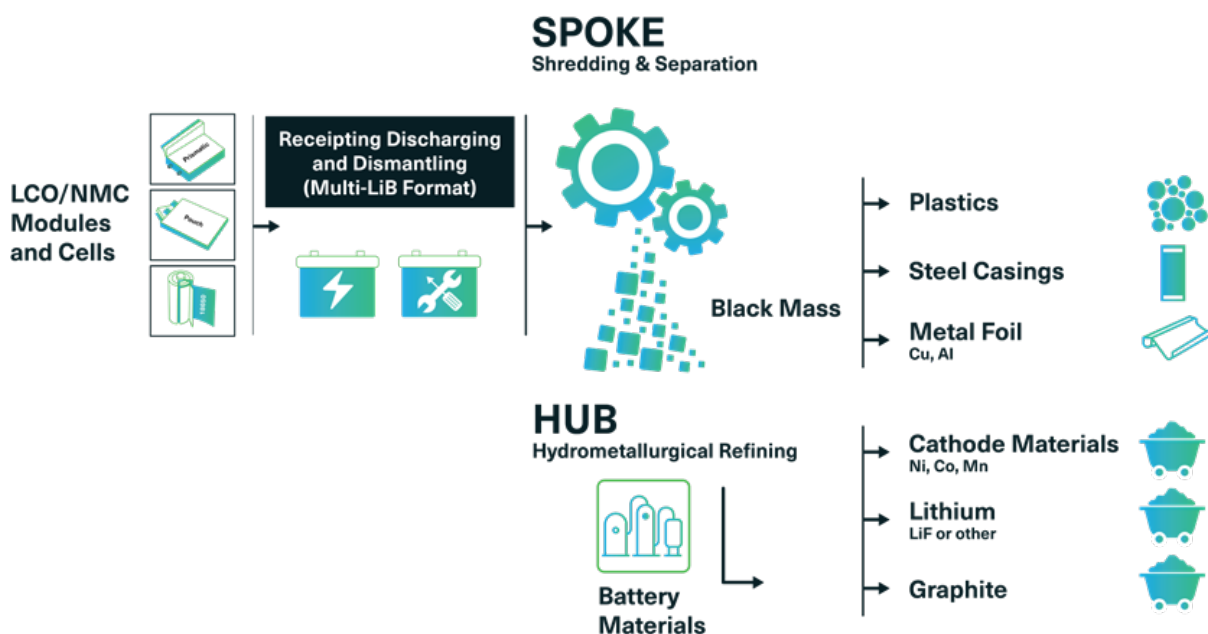 SPOKE
Shredding & Separation
LCO/NMC
Modules
and Cells
Prismatic
Pouch
18650
Receipting Discharging
and Dismantling
(Multi-LiB Format)
Black Mass
Plastics
Steel Casings
Metal Foil
Cu, Al
HUB
Hydrometallurgical Refining
Battery
Materials
Cathode Materials
Ni, Co, Mn
Lithium
LiF or other
Graphite